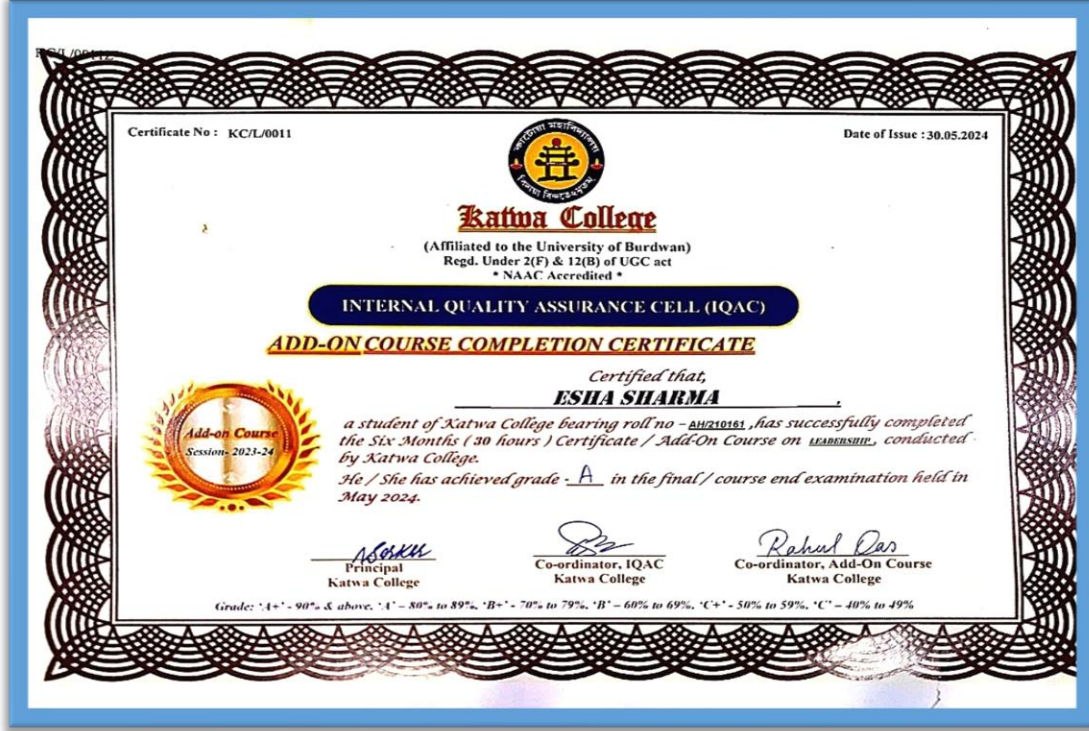 Certificate No : KC/L/0011
Date of Issue :30.05.2024
কাটোয়া মহাবিদ্যালয়
Katwa College
(Affiliated to the University of Burdwan)
Regd. Under 2(F) & 12(B) of UGC act
* NAAC Accredited *
INTERNAL QUALITY ASSURANCE CELL (IQAC)
ADD-ON COURSE COMPLETION CERTIFICATE
Certified that,
ESHA SHARMA ,
Add-on Course
Session- 2023-24
a student of Katwa College bearing roll no – AH/210161 ,has successfully completed
the Six Months ( 30 hours ) Certificate / Add-On Course on LEADERSHIP , conducted
by Katwa College.
He / She has achieved grade - A in the final / course end examination held in
May 2024.
Rahul Das
Principal
Katwa College
Co-ordinator, IQAC
Katwa College
Co-ordinator, Add-On Course
Katwa College
Grade: ‘A+’ - 90% & above, ‘A’ – 80% to 89%, ‘B+’ - 70% to 79%, ‘B’ – 60% to 69%, ‘C+’ - 50% to 59%, ‘C’ – 40% to 49%